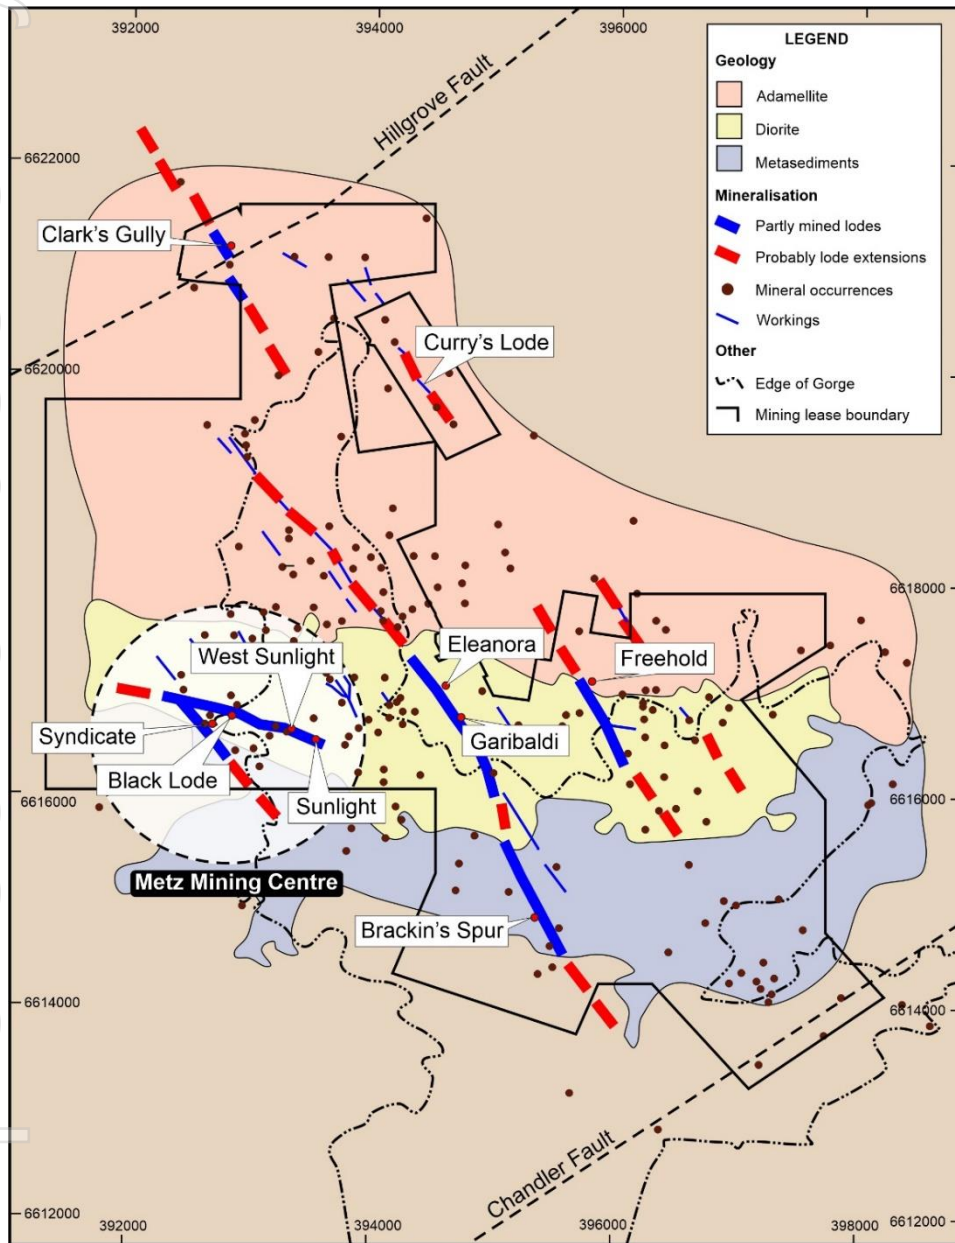 392000
394000
396000
LEGEND
Geology
Adamellite
Diorite
Metasediments
Mineralisation
Partly mined lodes
Probably lode extensions
Mineral occurrences
Workings
Other
Edge of Gorge
Mining lease boundary
Hillgrove Fault
6622000
Clark's Gully
6620000
Curry's Lode
6618000
Eleanora
West Sunlight
Freehold
Syndicate
Garibaldi
Black Lode
Sunlight
6616000
6616000
Metz Mining Centre
Brackin's Spur
6614000
6614000
Chandler Fault
6612000
6612000
392000
394000
396000
398000